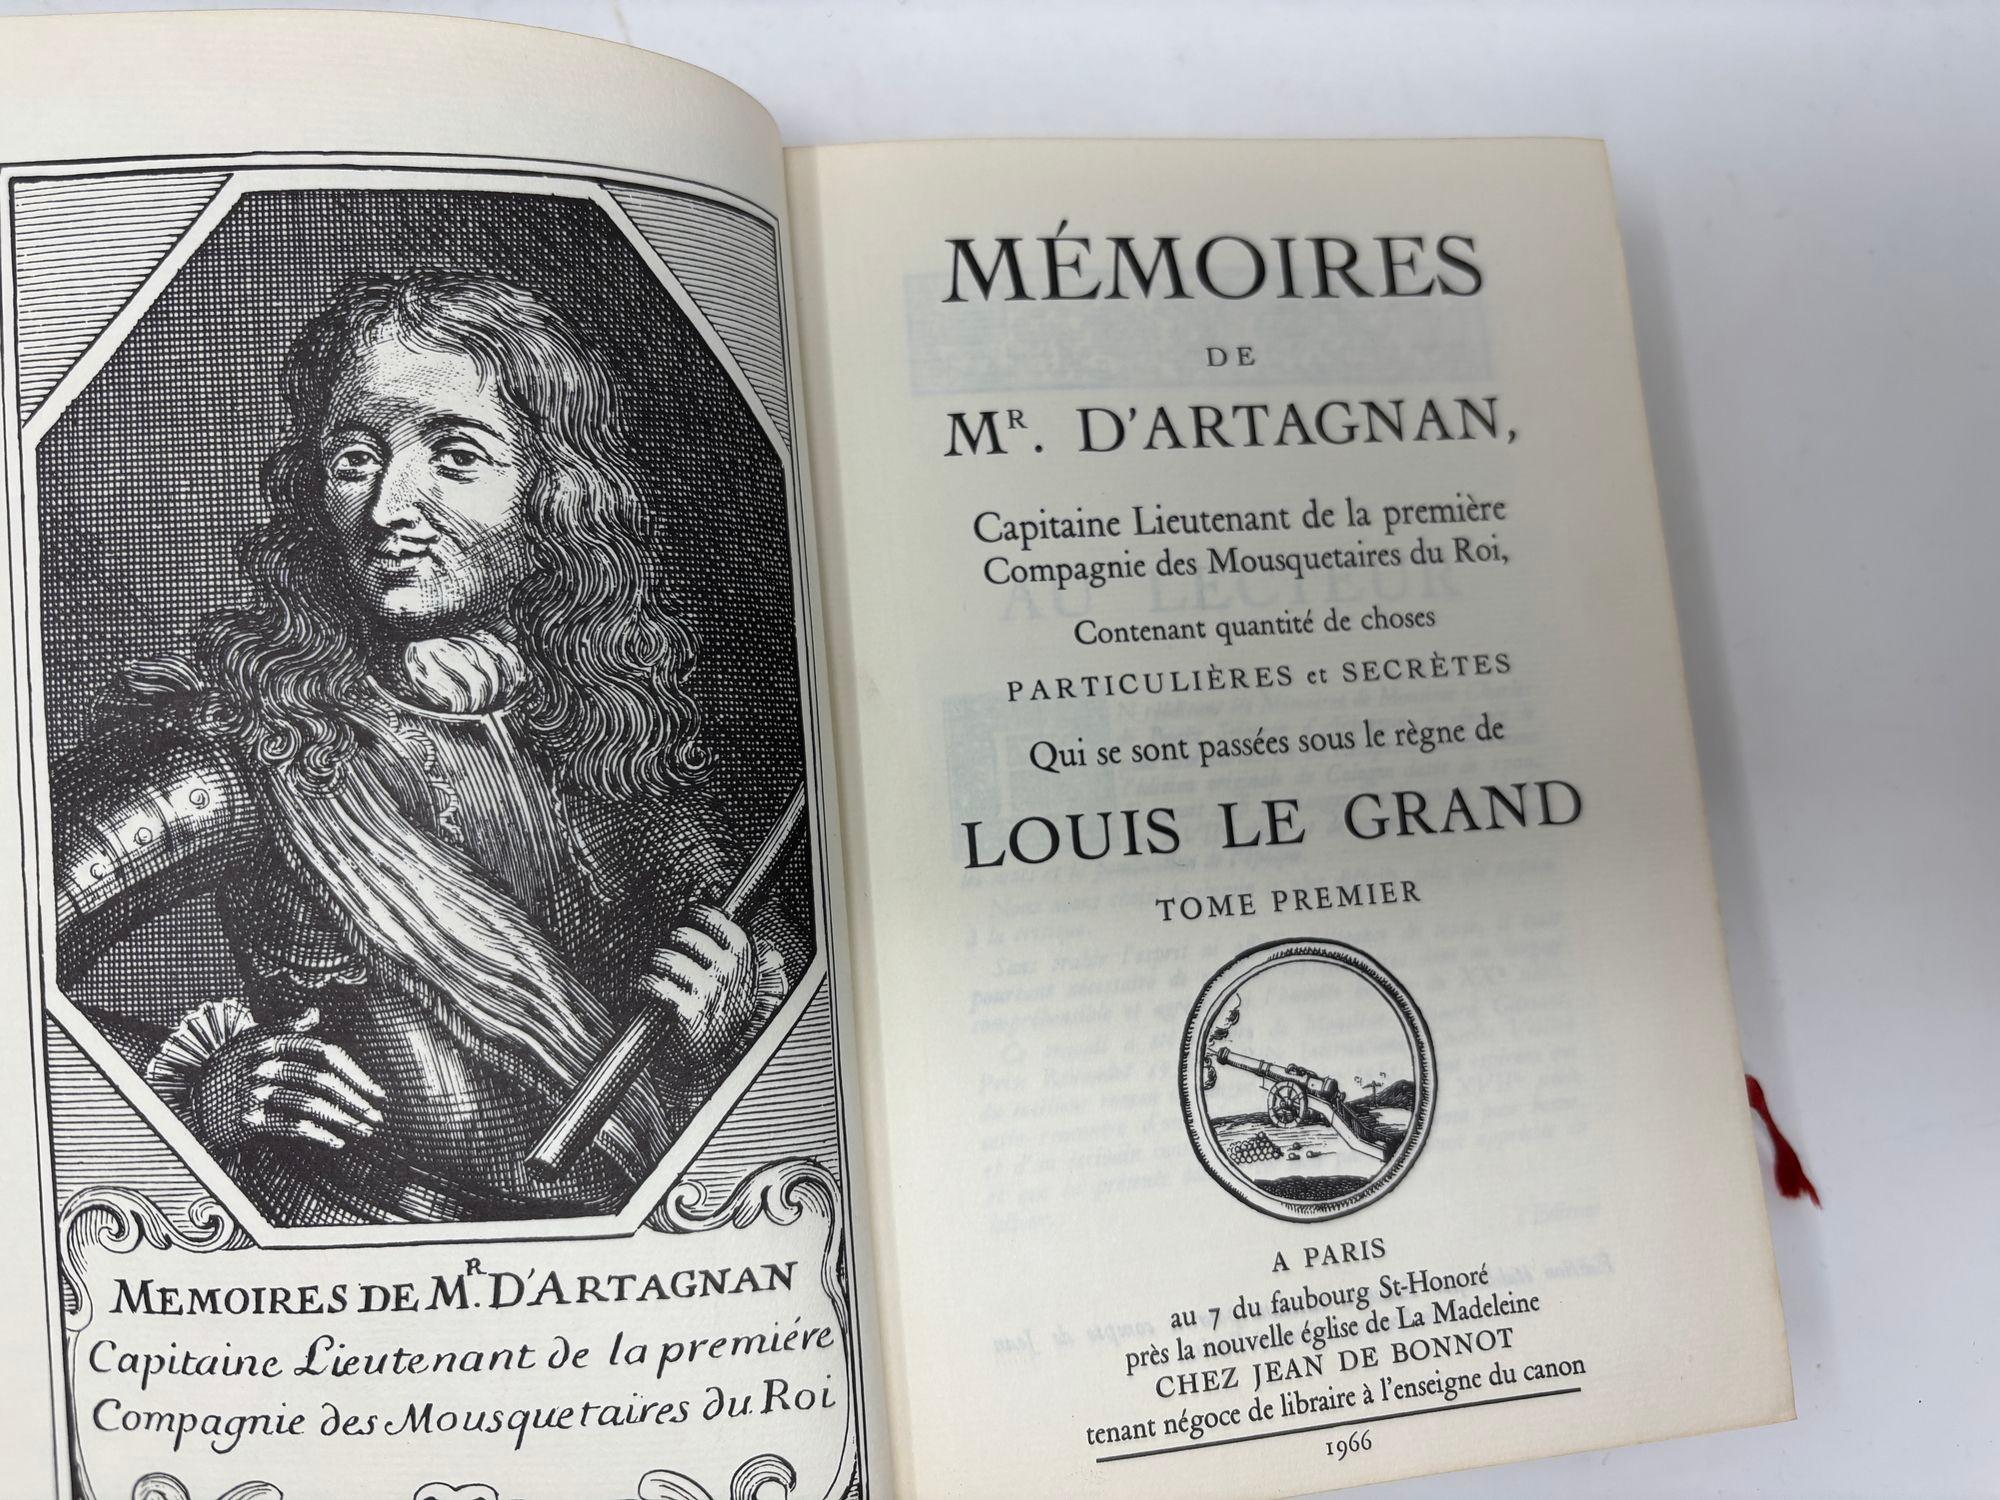 MEMOIRES DE MR. D'ARTAGNAN
Capitaine Lieutenant de la premiére
Compagnie des Mousquetaires du Roi
MÉMOIRES
DE
MR. D'ARTAGNAN,
Capitaine Lieutenant de la première
Compagnie des Mousquetaires du Roi,
Contenant quantité de choses
PARTICULIÈRES et SECRÈTES
Qui se sont passées sous le règne de
LOUIS LE GRAND
TOME PREMIER
A PARIS
au 7 du faubourg St-Honoré
près la nouvelle église de La Madeleine
CHEZ JEAN DE BONNOT
tenant négoce de libraire à l'enseigne du canon
1966